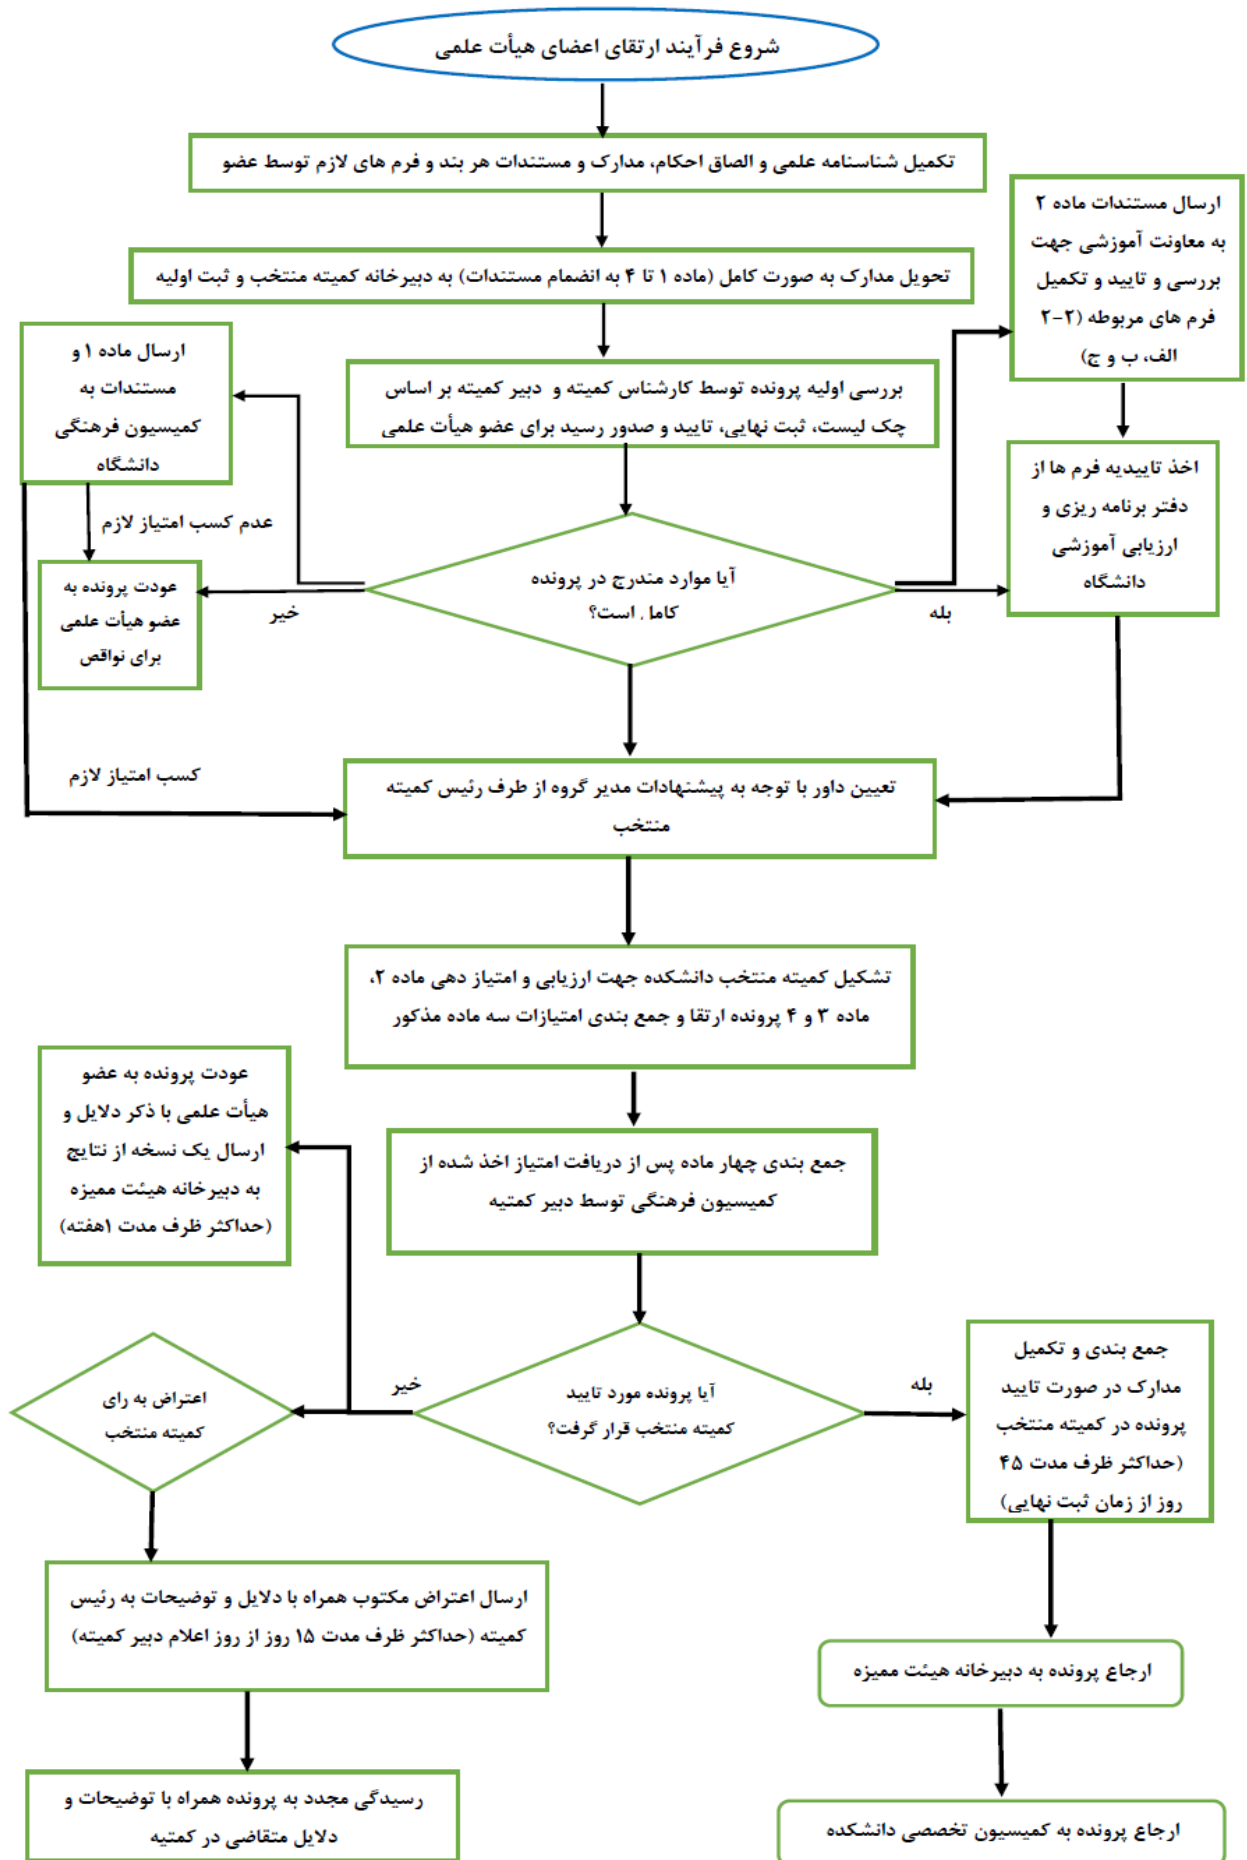 شروع فرآیند ارتقای اعضای هیأت علمی
تکمیل شناسنامه علمی و الصاق احکام، مدارک و مستندات هر بند و فرم های لازم توسط عضو
تحویل مدارک به صورت کامل (ماده ۱ تا ۴ به انضمام مستندات) به دبیرخانه کمیته منتخب و ثبت اولیه
ارسال مستندات ماده ۲
به معاونت آموزشی جهت
بررسی و تایید و تکمیل
فرم های مربوطه (۲-۲
الف، ب و ج)
بررسی اولیه پرونده توسط کارشناس کمیته و دبیر کمیته بر اساس
چک لیست، ثبت نهایی، تایید و صدور رسید برای عضو هیأت علمی
ارسال ماده ۱ و
مستندات به
کمیسیون فرهنگی
دانشگاه
اخذ تاییدیه فرم ها از
دفتر برنامه ریزی و
ارزیابی آموزشی
دانشگاه
عدم کسب امتیاز لازم
آیا موارد مندرج در پرونده
کامل است؟
بله
خیر
عودت پرونده به
عضو هیأت علمی
برای نواقص
کسب امتیاز لازم
تعیین داور با توجه به پیشنهادات مدیر گروه از طرف رئیس کمیته
منتخب
تشکیل کمیته منتخب دانشکده جهت ارزیابی و امتیاز دهی ماده ۲،
ماده ۳ و ۴ پرونده ارتقا و جمع بندی امتیازات سه ماده مذکور
عودت پرونده به عضو
هیأت علمی با ذکر دلایل و
ارسال یک نسخه از نتایج
به دبیرخانه هیئت ممیزه
(حداکثر ظرف مدت ۱هفته)
جمع بندی چهار ماده پس از دریافت امتیاز اخذ شده از
کمیسیون فرهنگی توسط دبیر کمتیه
آیا پرونده مورد تایید
کمیته منتخب قرار گرفت؟
بله
خیر
جمع بندی و تکمیل
مدارک در صورت تایید
پرونده در کمیته منتخب
(حداکثر ظرف مدت ۴۵
روز از زمان ثبت نهایی)
اعتراض به رای
کمیته منتخب
ارسال اعتراض مکتوب همراه با دلایل و توضیحات به رئیس
کمیته (حداکثر ظرف مدت ۱۵ روز از روز اعلام دبیر کمیته)
ارجاع پرونده به دبیرخانه هیئت ممیزه
رسیدگی مجدد به پرونده همراه با توضیحات و
دلایل متقاضی در کمتیه
ارجاع پرونده به کمیسیون تخصصی دانشکده